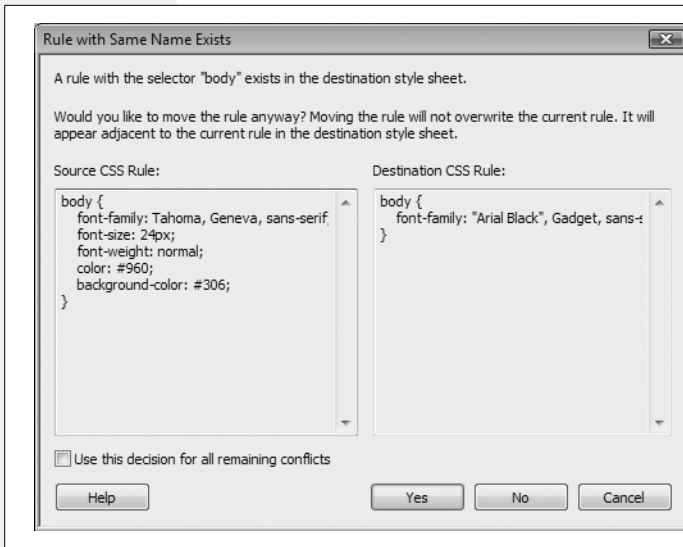 Rule with Same Name Exists
A rule with the selector "body" exists in the destination style sheet.
Would you like to move the rule anyway? Moving the rule will not overwrite the current rule. It will
appear adjacent to the current rule in the destination style sheet.
Source CSS Rule:
body {
font-family: Tahoma, Geneva, sans-serif;
font-size: 24px;
font-weight: normal;
color: #960;
background-color: #306;
}
Destination CSS Rule:
body {
font-family: "Arial Black", Gadget, sans-s
}
Use this decision for all remaining conflicts
Help
Yes
No
Cancel